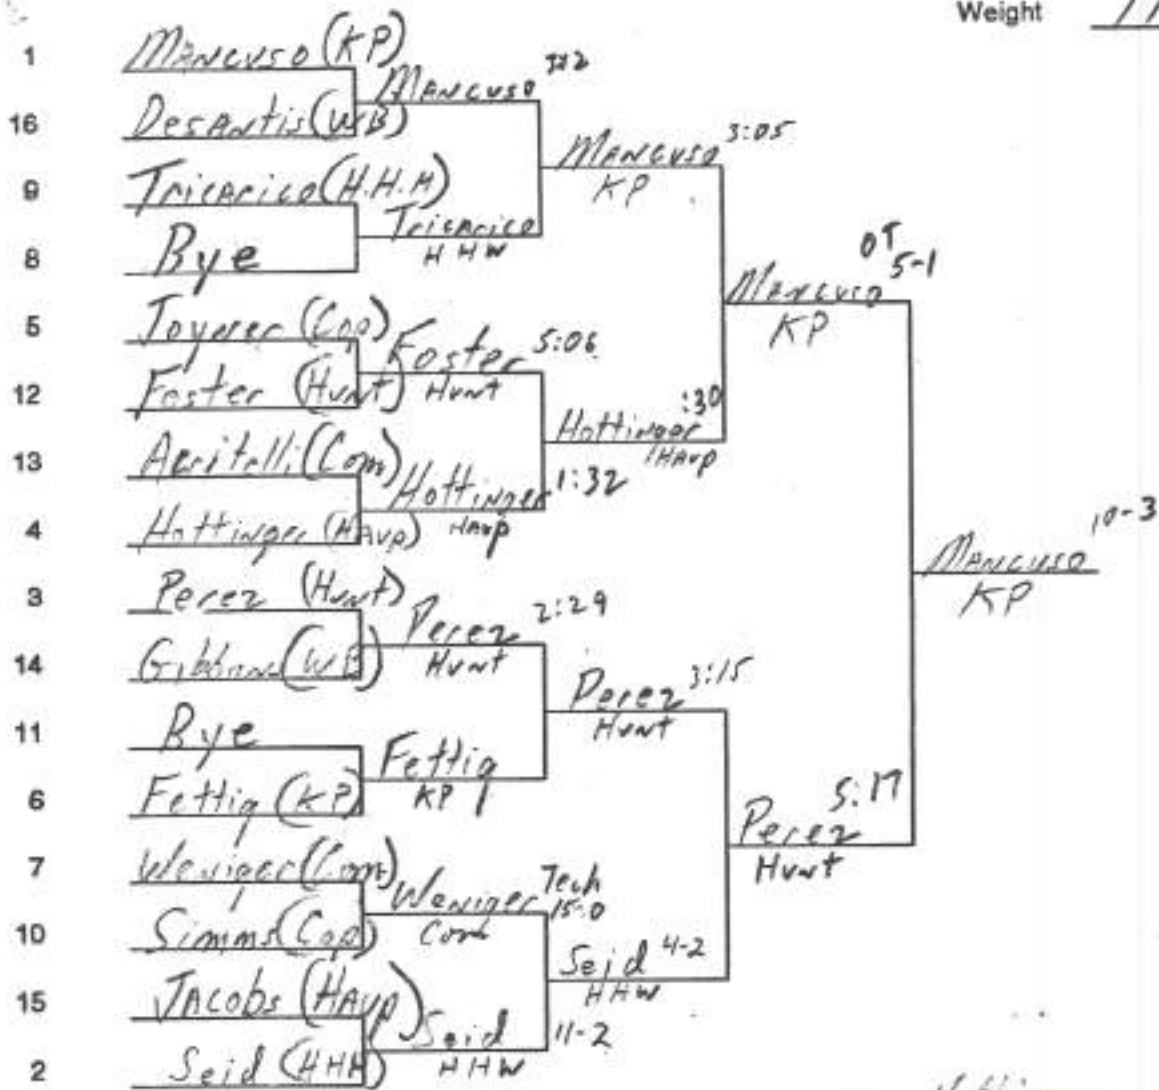 Weight
1 Mancuso (KP)
Mancuso
16 Desantis (WB)
Mancuso 3:05
KP
9 Tricarico (H.H.H)
Tricarico
HHW
8 Bye
Mancuso OT 5-1
KP
5 Joyner (Cop)
Foster 5:06
Hunt
12 Foster (Hunt)
Hottinger :30
Haup
13 (Com)
Hottinger 1:32
Haup
4 Hottinger (Haup)
Mancuso 10-3
KP
3 Perez (Hunt)
Perez 2:29
Hunt
14 Gibbons (WB)
Perez 3:15
Hunt
11 Bye
Fettig
KP
6 Fettig (KP)
Perez 5:17
Hunt
7 Weniger (Com)
Weniger Tech 15-0
Com
10 Simms (Cop)
Seid 4-2
HHW
15 Jacobs (Haup)
Seid 11-2
HHW
2 Seid (HHH)